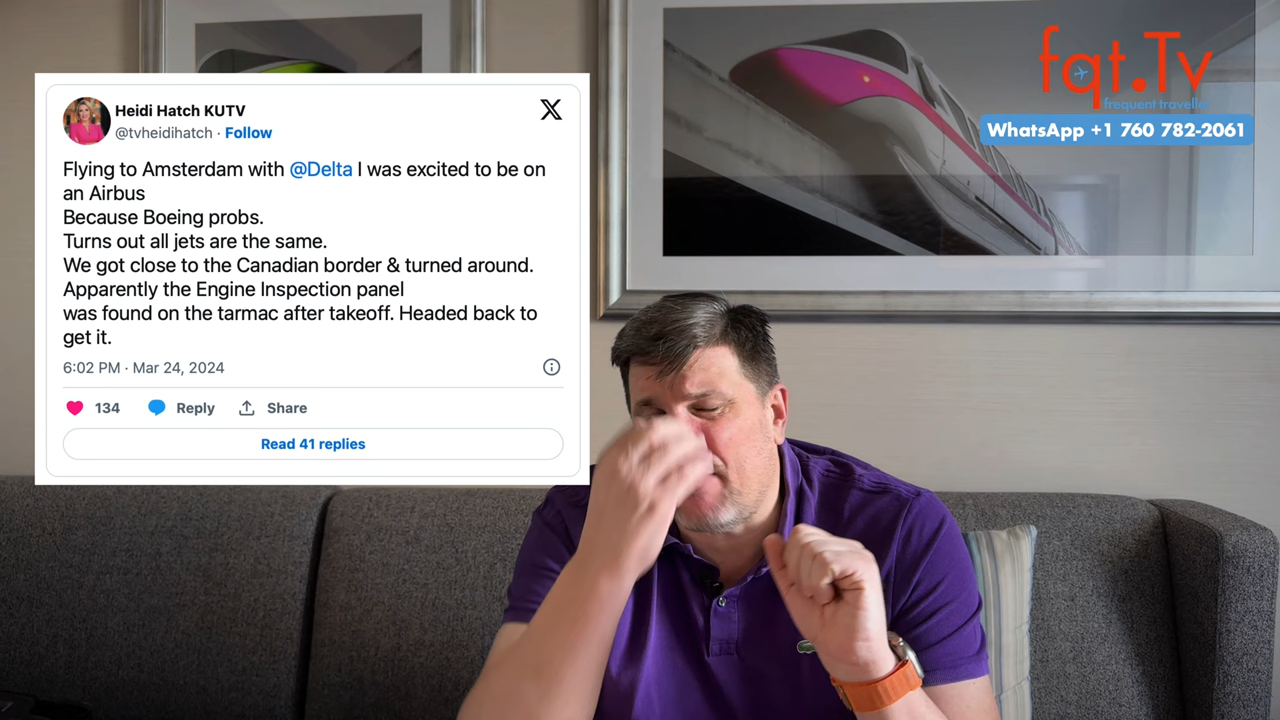 Heidi Hatch KUTV
@tvheidihatch · Follow
Flying to Amsterdam with @Delta I was excited to be on
an Airbus
Because Boeing probs.
Turns out all jets are the same.
We got close to the Canadian border & turned around.
Apparently the Engine Inspection panel
was found on the tarmac after takeoff. Headed back to
get it.
6:02 PM · Mar 24, 2024
134 Reply Share
Read 41 replies
fqt.Tv
frequent traveller
WhatsApp +1 760 782-2061